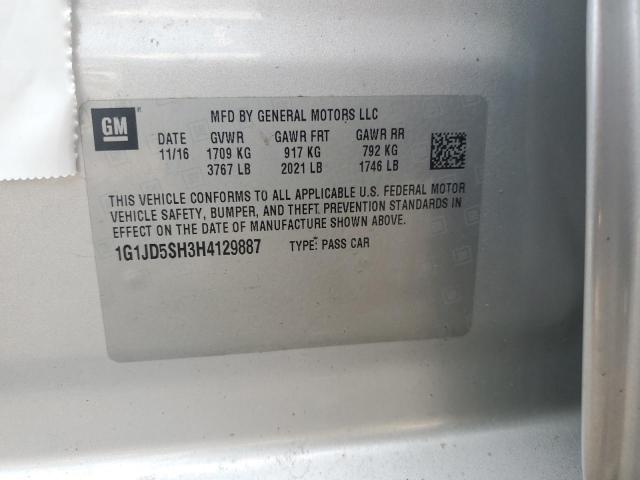 GM
MFD BY GENERAL MOTORS LLC
DATE GVWR GAWR FRT GAWR RR
11/16 1709 KG 917 KG 792 KG
3767 LB 2021 LB 1746 LB
THIS VEHICLE CONFORMS TO ALL APPLICABLE U.S. FEDERAL MOTOR
VEHICLE SAFETY, BUMPER, AND THEFT PREVENTION STANDARDS IN
EFFECT ON THE DATE OF MANUFACTURE SHOWN ABOVE.
1G1JD5SH3H4129887 TYPE: PASS CAR